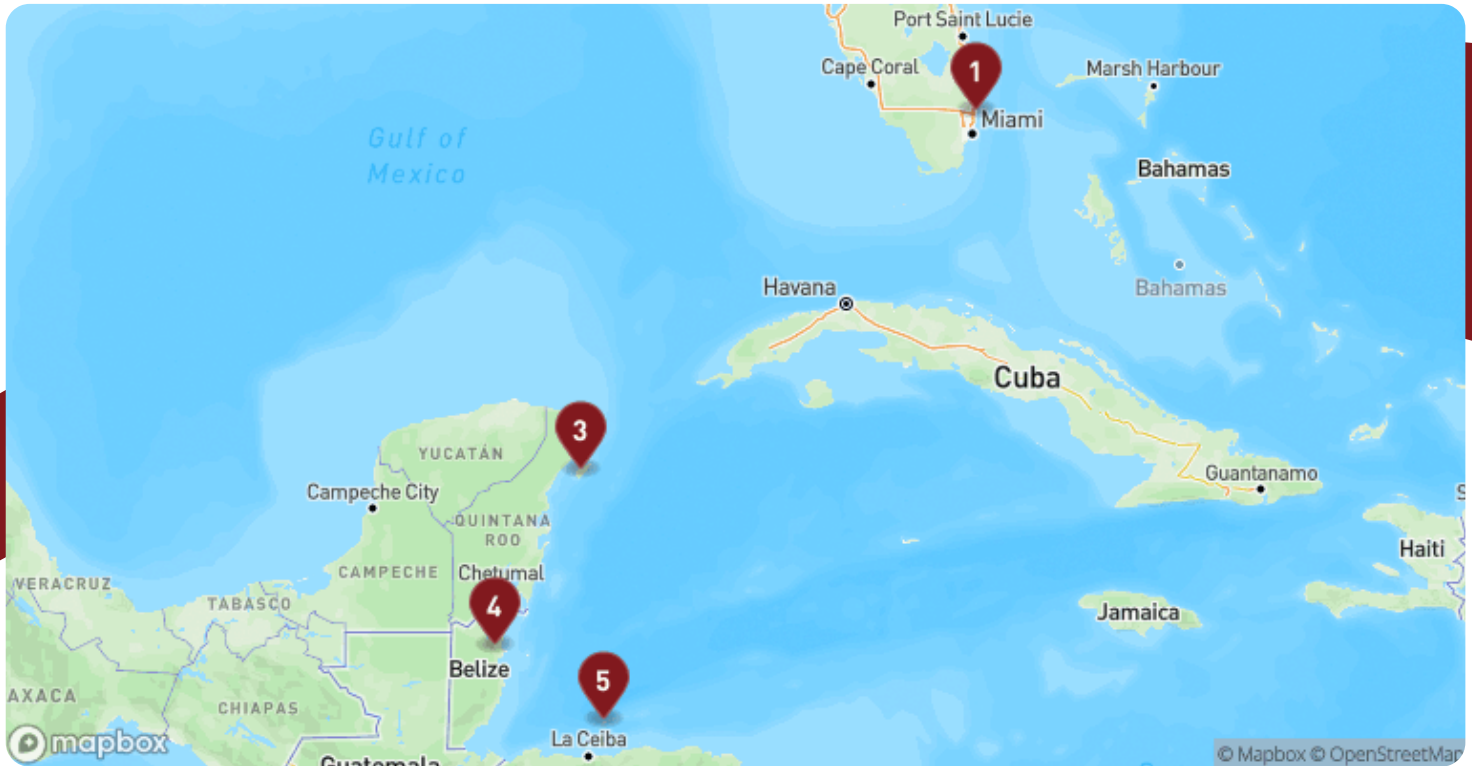 Port Saint Lucie
Cape Coral
1
Marsh Harbour
Miami
Gulf of
Mexico
Bahamas
Havana
Bahamas
Cuba
3
YUCATÁN
Guantanamo
Campeche City
S
QUINTANA
ROO
Haiti
CAMPECHE
Chetumal
VERACRUZ
TABASCO
4
Jamaica
Belize
5
AXACA
CHIAPAS
La Ceiba
mapbox
Guatemala
© Mapbox © OpenStreetMap